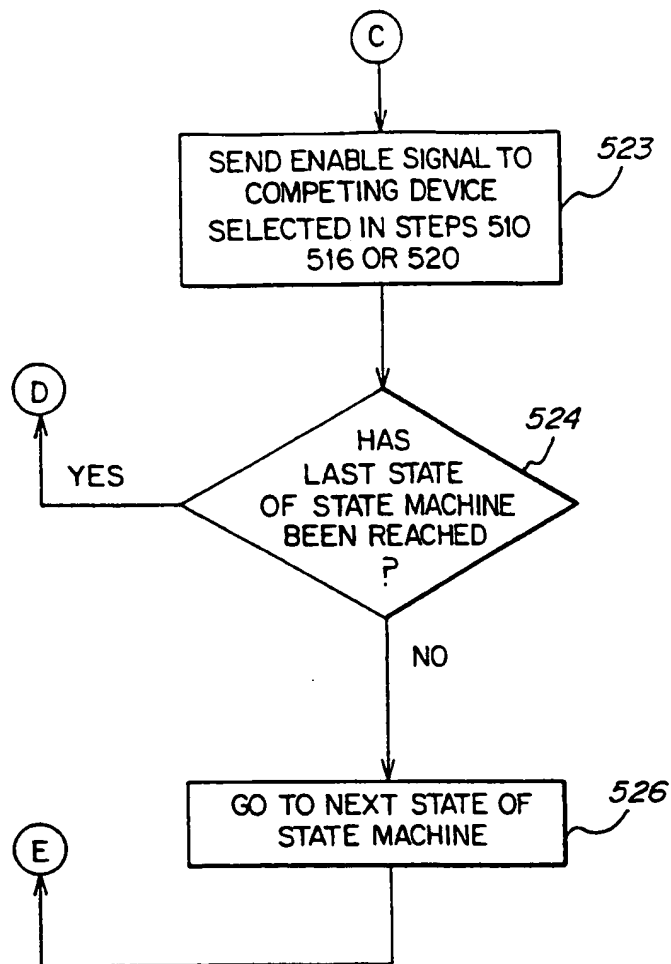 C
SEND ENABLE SIGNAL TO
COMPETING DEVICE
SELECTED IN STEPS 510
516 OR 520
523
D
YES
HAS
LAST STATE
OF STATE MACHINE
BEEN REACHED
?
524
NO
GO TO NEXT STATE OF
STATE MACHINE
526
E